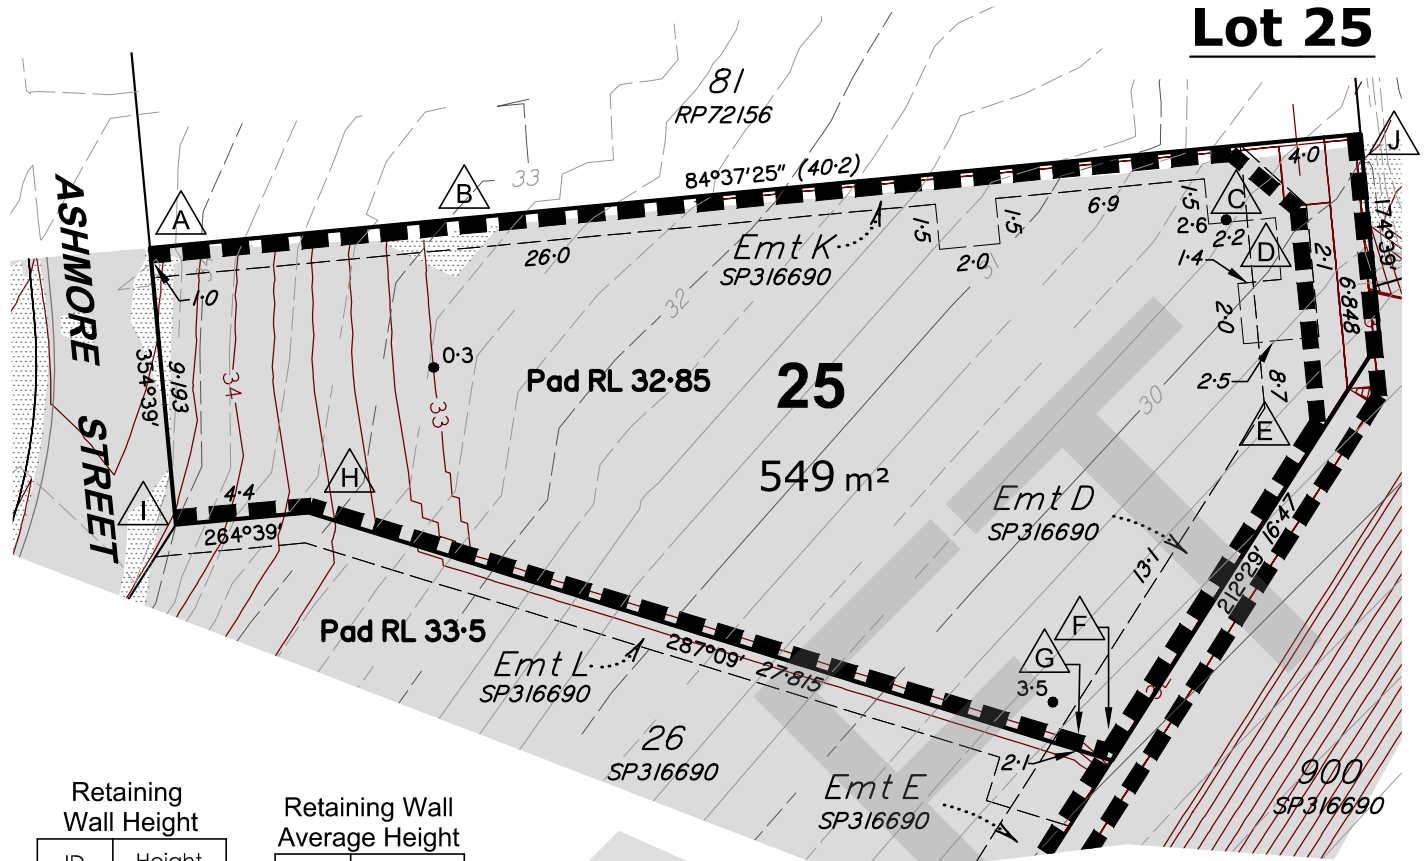 Lot 25
81
RP72156
J
33
84°37'25" (40·2)
4·0
B
A
C
1·5
2·6
2·2
6·9
1·5
1·5
D
Emt K
SP316690
26·0
2·0
31
1·4
2·1
174°39'
1·0
32
2·0
6·848
ASHMORE STREET
354°39'
9·193
34
0·3
33
Pad RL 32·85
25
2·5
8·7
30
E
549 m²
H
4·4
I
264°39'
Emt D
SP316690
13·1
212°29' 16·47
Pad RL 33·5
Emt L
SP316690
287°09' 27·815
F
G
3·5
26
SP316690
2·1
Emt E
SP316690
900
SP316690
Retaining
Wall Height
Retaining Wall
Average Height
ID
Height